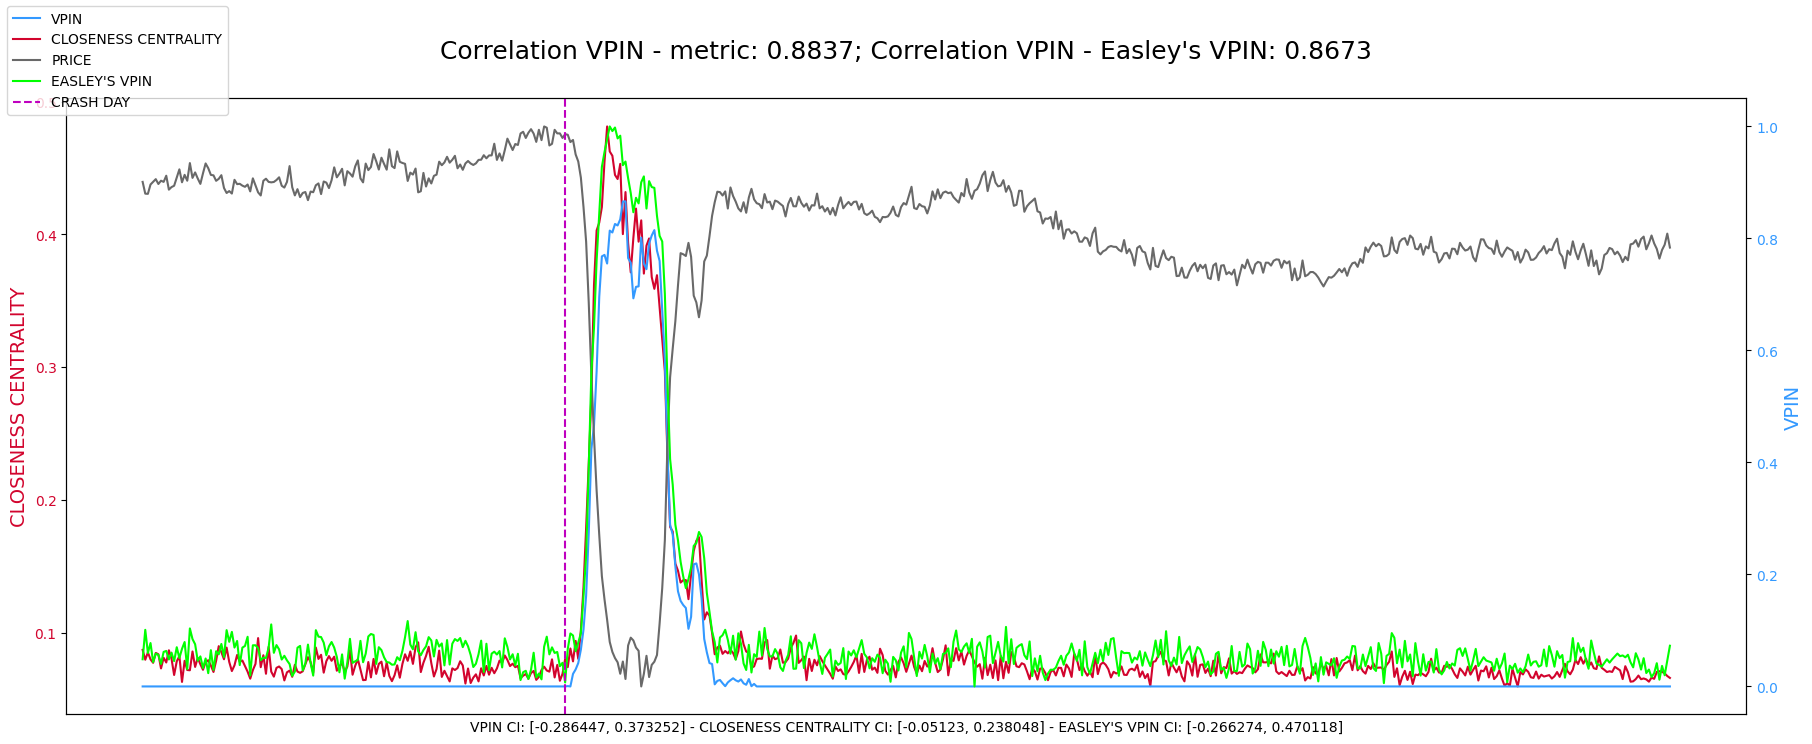 VPIN
CLOSENESS CENTRALITY
PRICE
EASLEY'S VPIN
CRASH DAY
Correlation VPIN - metric: 0.8837; Correlation VPIN - Easley's VPIN: 0.8673
CLOSENESS CENTRALITY
0.4
0.3
0.2
0.1
1.0
0.8
0.6
0.4
0.2
0.0
VPIN
VPIN CI: [-0.286447, 0.373252] - CLOSENESS CENTRALITY CI: [-0.05123, 0.238048] - EASLEY'S VPIN CI: [-0.266274, 0.470118]